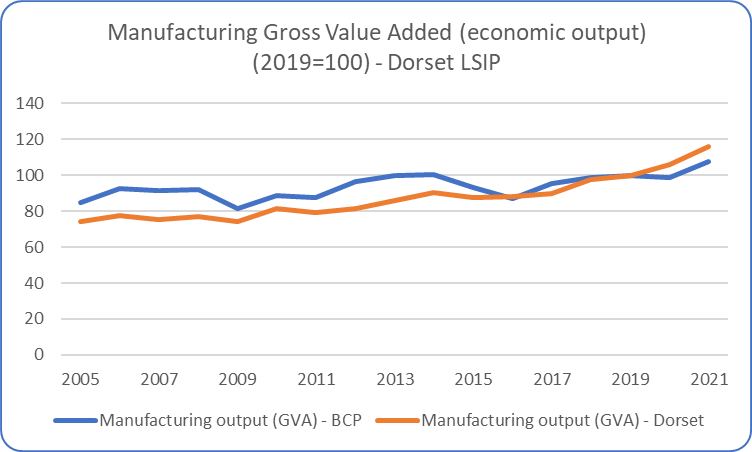 Manufacturing Gross Value Added (economic output)
(2019=100) - Dorset LSIP
140
120
100
80
60
40
20
0
2005 2007 2009 2011 2013 2015 2017 2019 2021
Manufacturing output (GVA) - BCP Manufacturing output (GVA) - Dorset